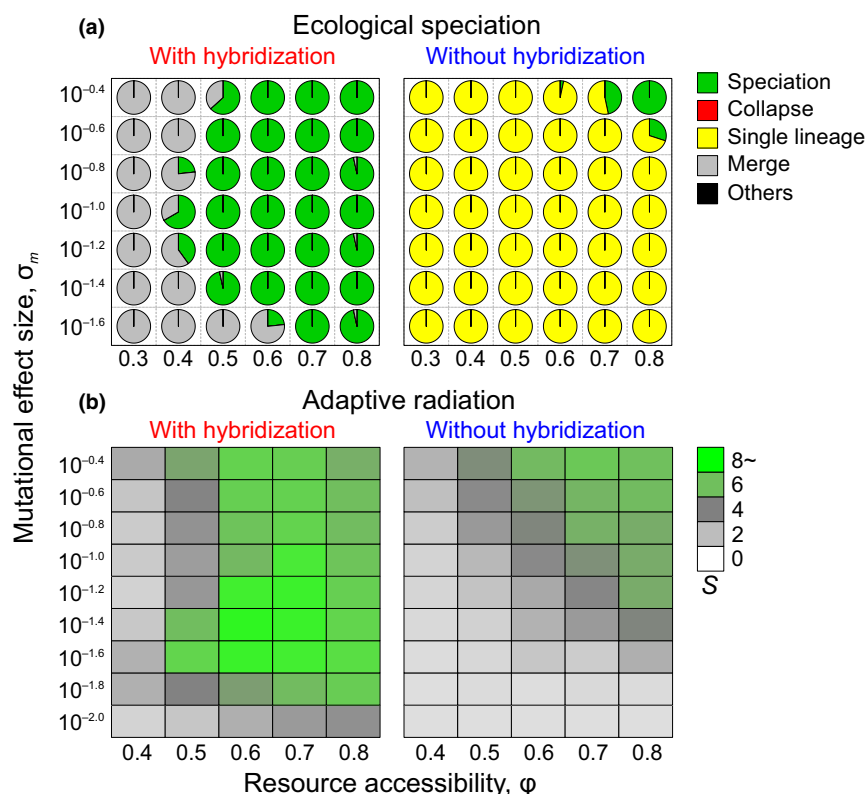 (a) Ecological speciation
With hybridization Without hybridization
10^–0.4
10^–0.6
10^–0.8
10^–1.0
10^–1.2
10^–1.4
10^–1.6
0.3 0.4 0.5 0.6 0.7 0.8 0.3 0.4 0.5 0.6 0.7 0.8
Speciation
Collapse
Single lineage
Merge
Others
Mutational effect size, σm
(b) Adaptive radiation
With hybridization Without hybridization
10^–0.4
10^–0.6
10^–0.8
10^–1.0
10^–1.2
10^–1.4
10^–1.6
10^–1.8
10^–2.0
0.4 0.5 0.6 0.7 0.8 0.4 0.5 0.6 0.7 0.8
8~
6
4
2
0
S
Resource accessibility, φ